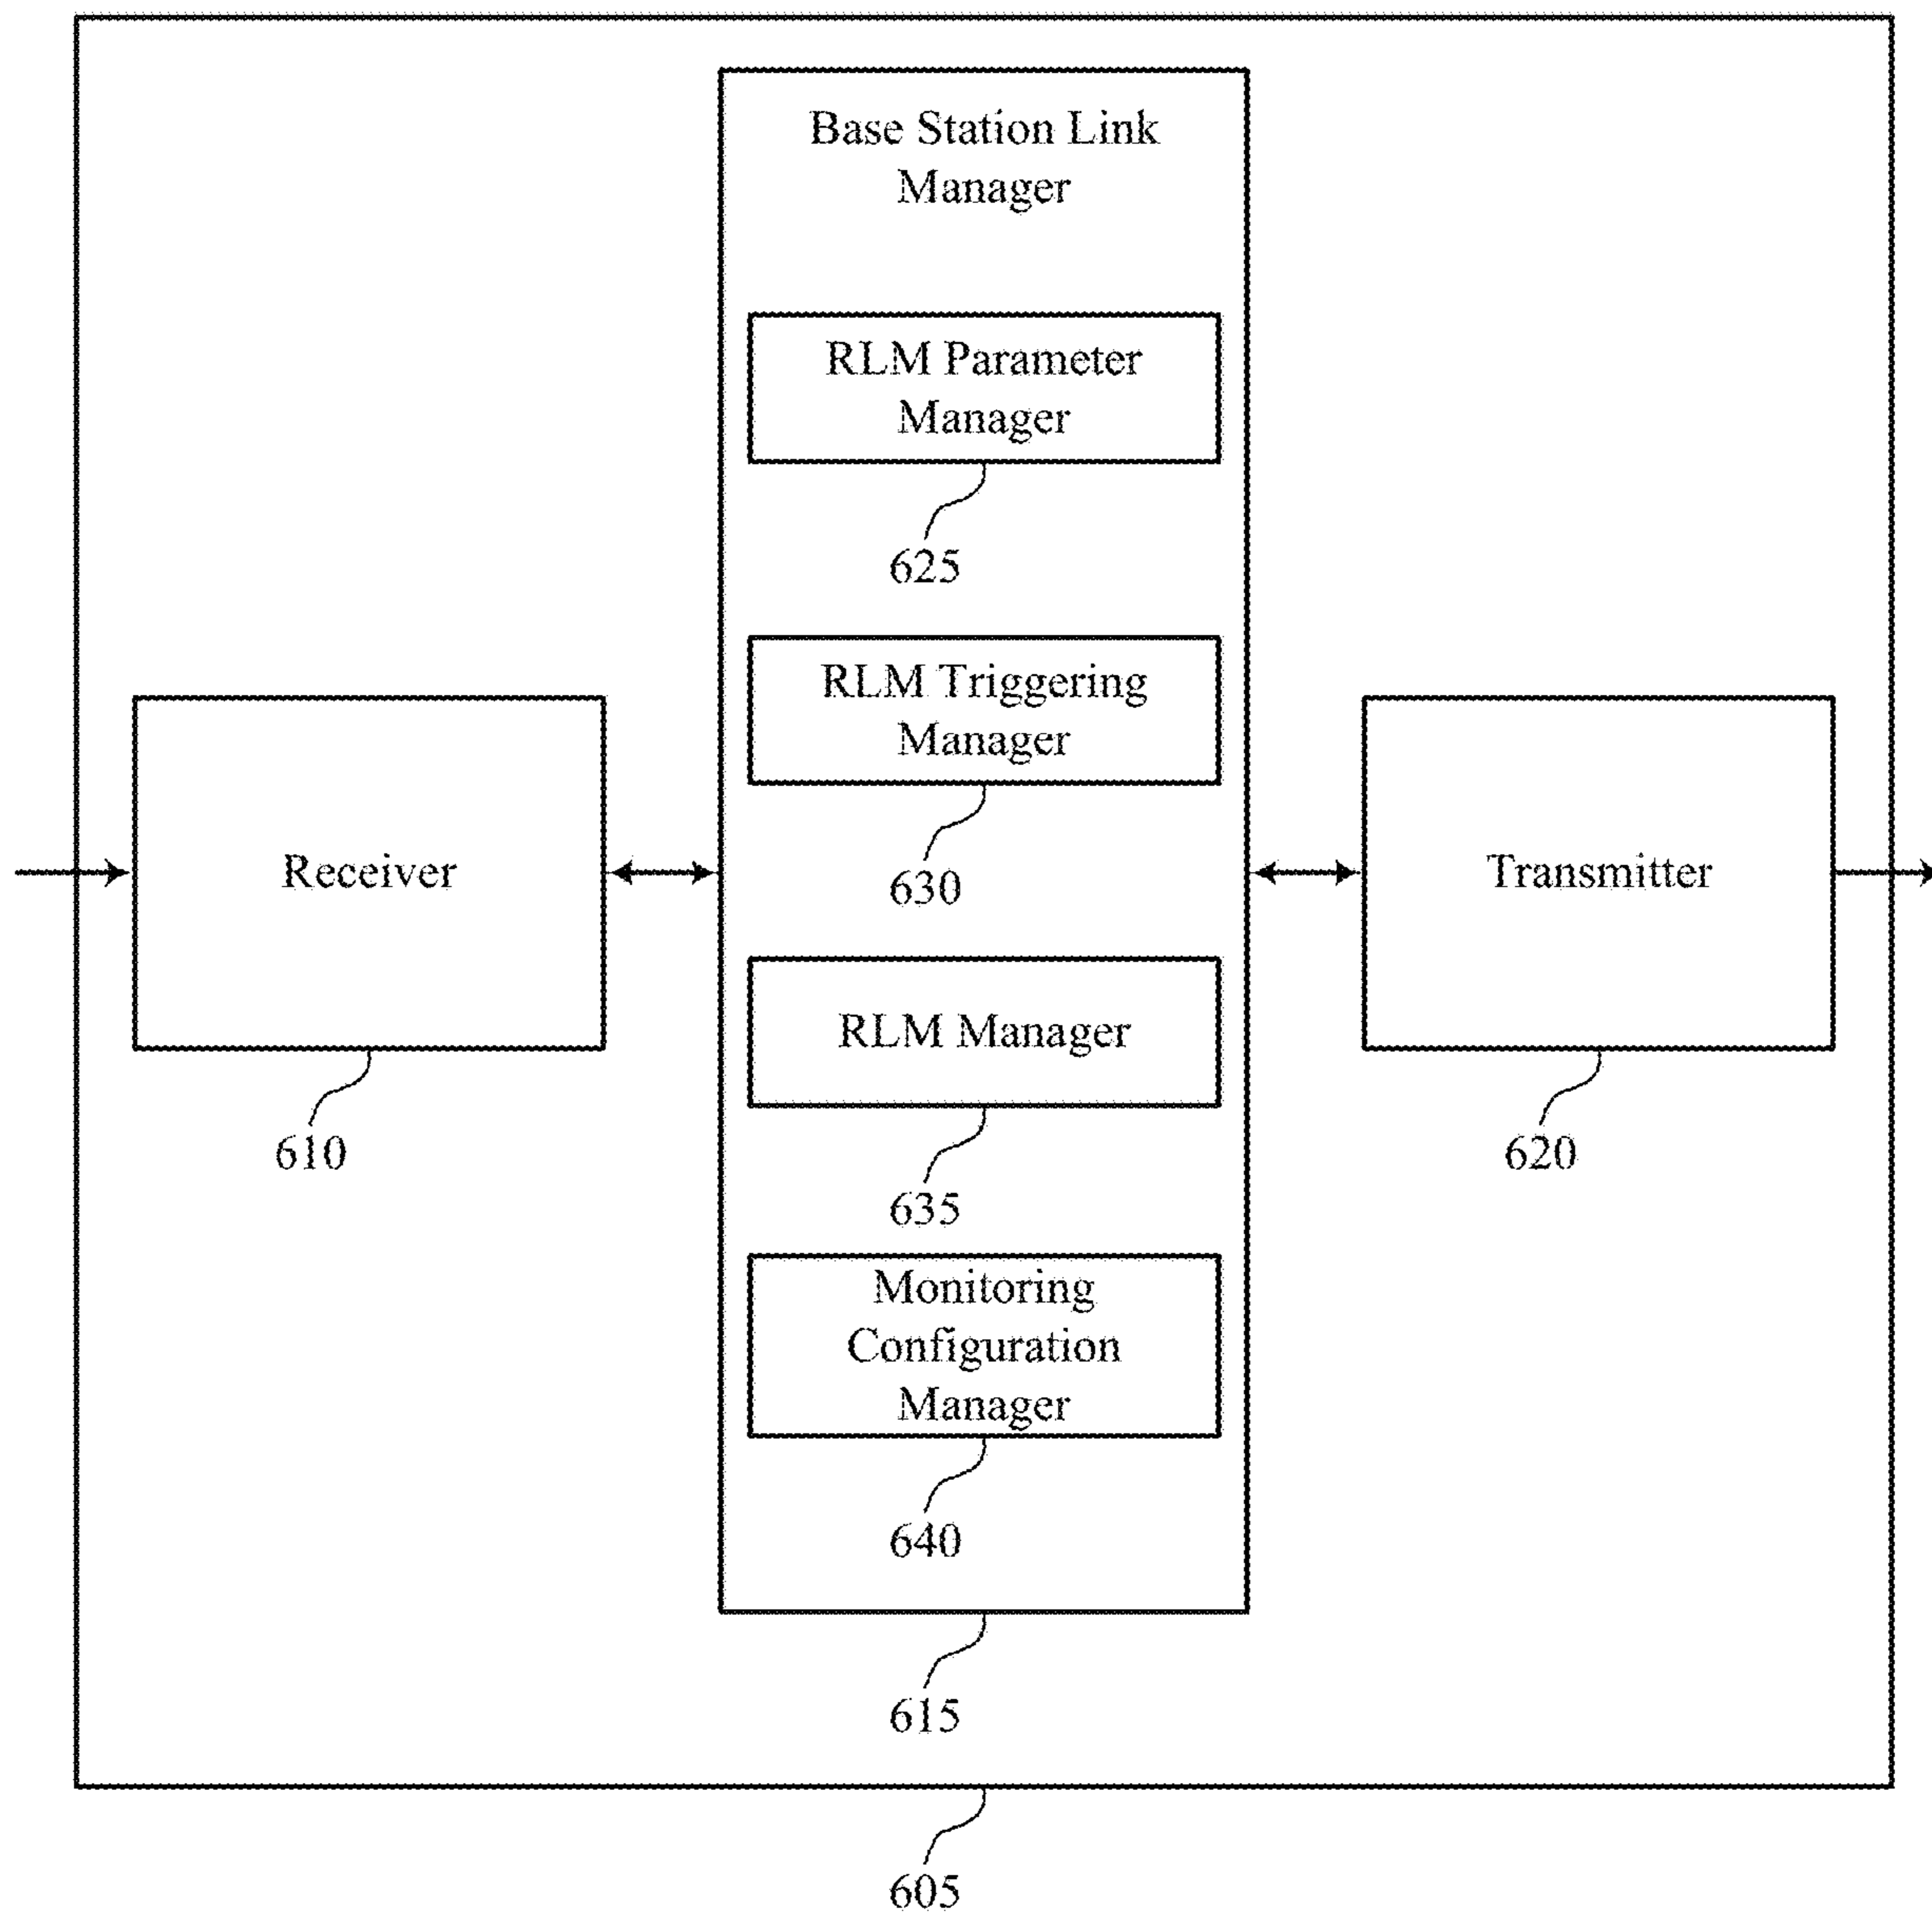 Base Station Link
Manager
RLM Parameter
Manager
625
RLM Triggering
Manager
630
Receiver
Transmitter
RLM Manager
610
620
635
Monitoring
Configuration
Manager
640
615
605